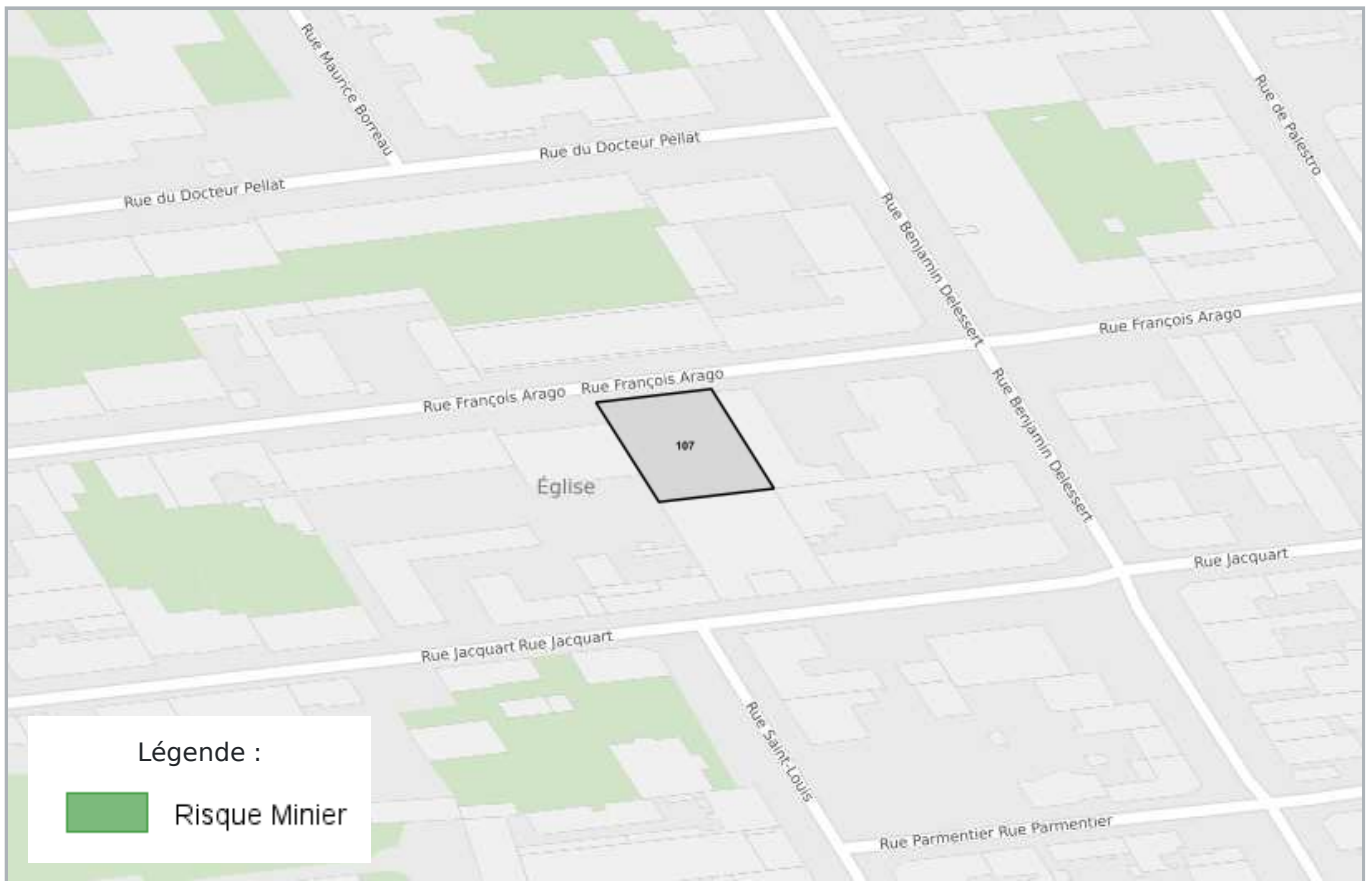 Rue Maurice Borreau
Rue de Palestro
Rue du Docteur Pellat
Rue du Docteur Pellat
Rue Benjamin Delessert
Rue François Arago
Rue François Arago
Rue François Arago
Rue Benjamin Delessert
107
Église
Rue Jacquart
Rue Jacquart Rue Jacquart
Rue Saint-Louis
Légende :
Risque Minier
Rue Parmentier Rue Parmentier